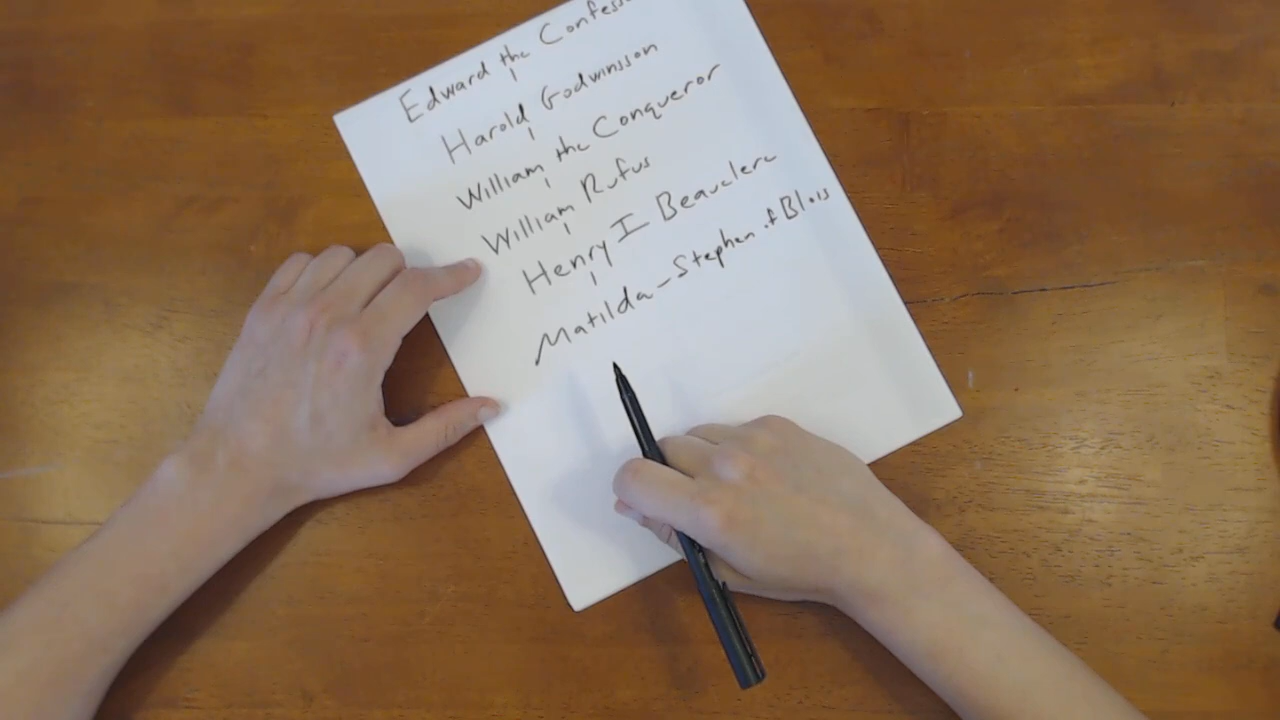 Edward the Confess
Harold Godwinsson
William the Conqueror
William Rufus
Henry I Beauclerc
Matilda - Stephen of Blois